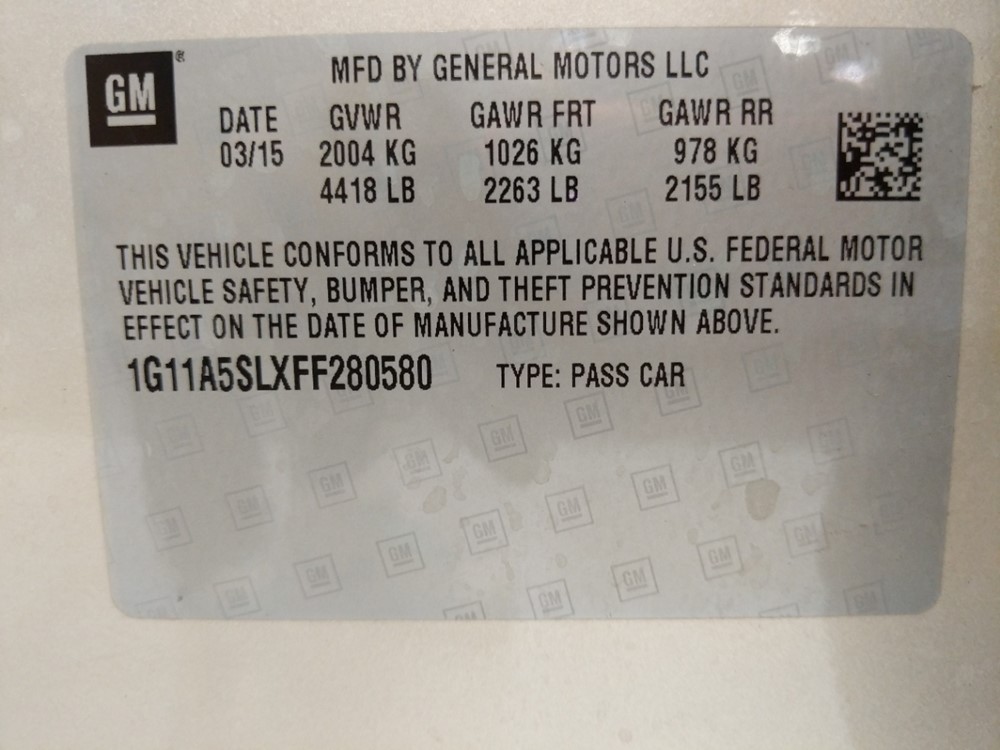 GM®
MFD BY GENERAL MOTORS LLC
DATE GVWR GAWR FRT GAWR RR
03/15 2004 KG 1026 KG 978 KG
4418 LB 2263 LB 2155 LB
THIS VEHICLE CONFORMS TO ALL APPLICABLE U.S. FEDERAL MOTOR
VEHICLE SAFETY, BUMPER, AND THEFT PREVENTION STANDARDS IN
EFFECT ON THE DATE OF MANUFACTURE SHOWN ABOVE.
1G11A5SLXFF280580 TYPE: PASS CAR